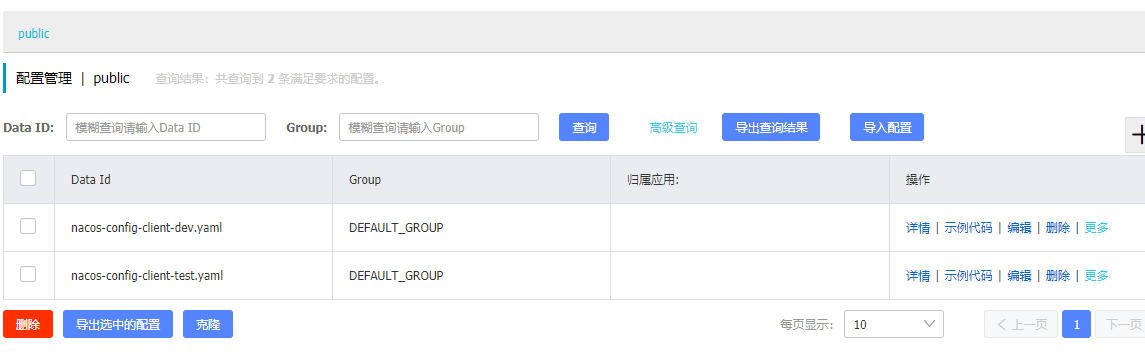 public
配置管理 | public 查询结果：共查询到 2 条满足要求的配置。
Data ID: 模糊查询请输入Data ID Group: 模糊查询请输入Group 查询 高级查询 导出查询结果 导入配置
Data Id Group 归属应用: 操作
nacos-config-client-dev.yaml DEFAULT_GROUP 详情 | 示例代码 | 编辑 | 删除 | 更多
nacos-config-client-test.yaml DEFAULT_GROUP 详情 | 示例代码 | 编辑 | 删除 | 更多
删除 导出选中的配置 克隆 每页显示: 10 上一页 1 下一页